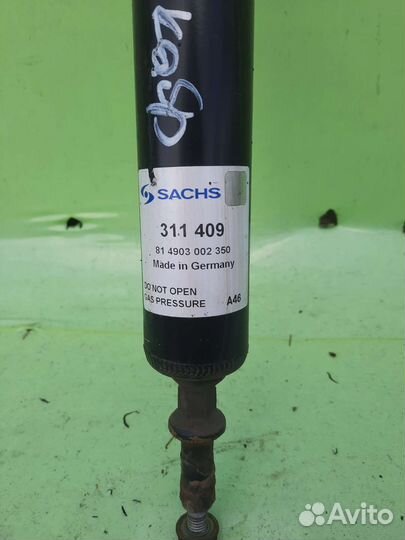 SACHS
311 409
81 4903 002 350
Made in Germany
DO NOT OPEN
GAS PRESSURE A46
Avito